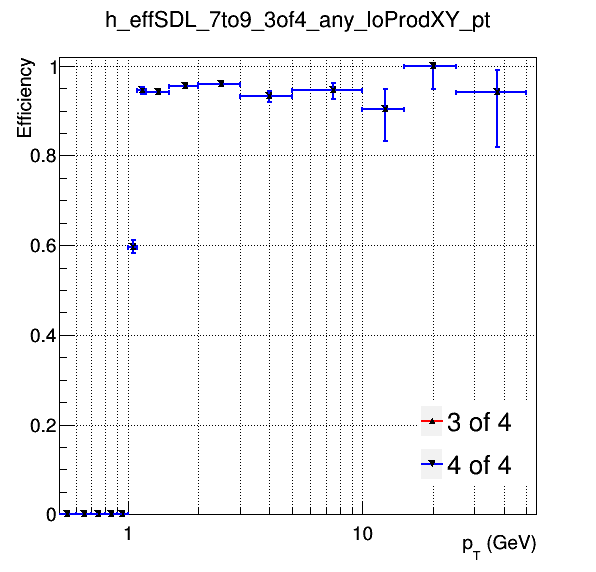 h_effSDL_7to9_3of4_any_loProdXY_pt
Efficiency
1
0.8
0.6
0.4
0.2
0
3 of 4
4 of 4
1
10
p_T (GeV)